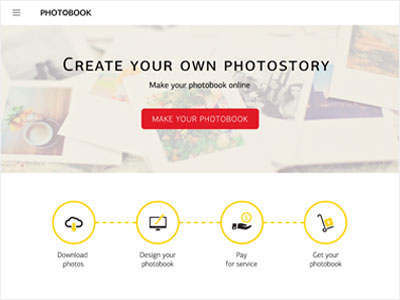 PHOTOBOOK
CREATE YOUR OWN PHOTOSTORY
Make your photobook online
MAKE YOUR PHOTOBOOK
Download
photos
Design your
photobook
Pay
for service
Get your
photobook